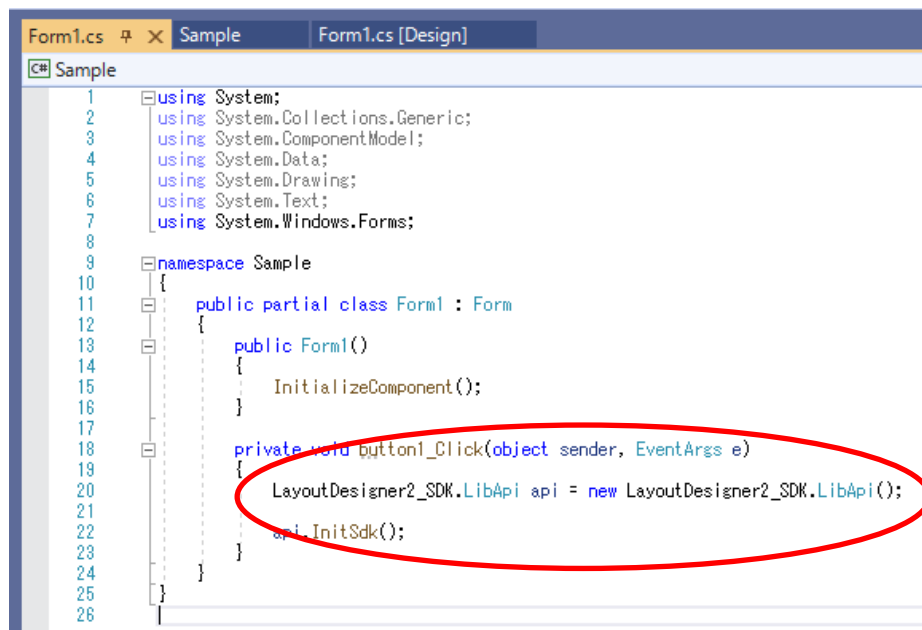 Form1.cs Sample Form1.cs [Design]
C# Sample
1 using System;
2 using System.Collections.Generic;
3 using System.ComponentModel;
4 using System.Data;
5 using System.Drawing;
6 using System.Text;
7 using System.Windows.Forms;
8
9 namespace Sample
10 {
11 public partial class Form1 : Form
12 {
13 public Form1()
14 {
15 InitializeComponent();
16 }
17
18 private void button1_Click(object sender, EventArgs e)
19 {
20 LayoutDesigner2_SDK.LibApi api = new LayoutDesigner2_SDK.LibApi();
21
22 api.InitSdk();
23 }
24 }
25 }
26